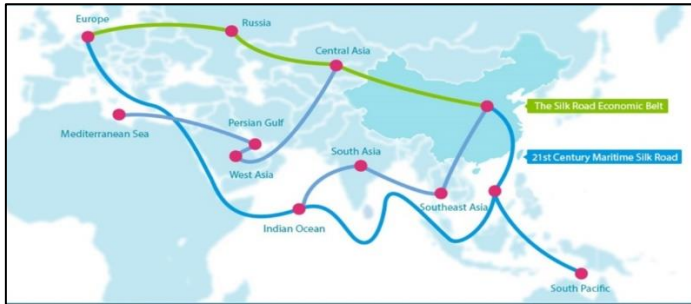 Europe
Russia
Central Asia
The Silk Road Economic Belt
Persian Gulf
Mediterranean Sea
South Asia
21st Century Maritime Silk Road
West Asia
Southeast Asia
Indian Ocean
South Pacific